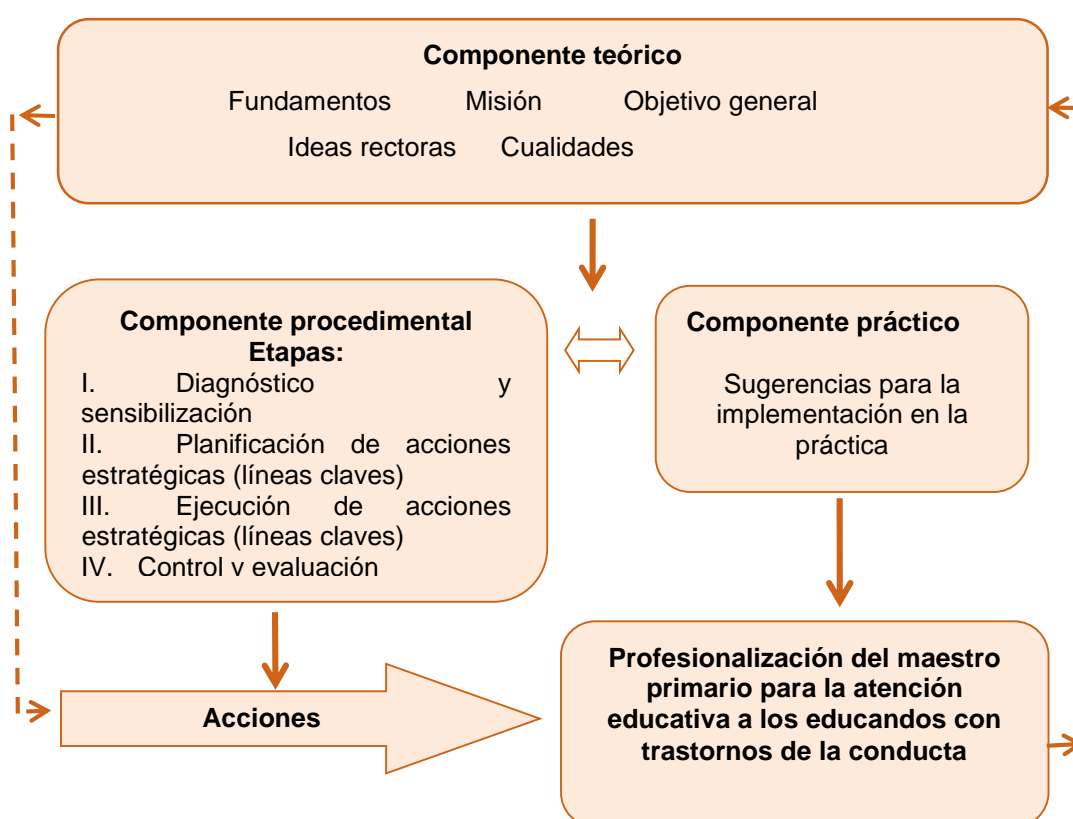 Componente teórico
Fundamentos Misión Objetivo general
Ideas rectoras Cualidades
Componente procedimental
Etapas:
I. Diagnóstico y
sensibilización
II. Planificación de acciones
estratégicas (líneas claves)
III. Ejecución de acciones
estratégicas (líneas claves)
IV. Control y evaluación
Componente práctico
Sugerencias para la
implementación en la
práctica
Acciones
Profesionalización del maestro
primario para la atención
educativa a los educandos con
trastornos de la conducta